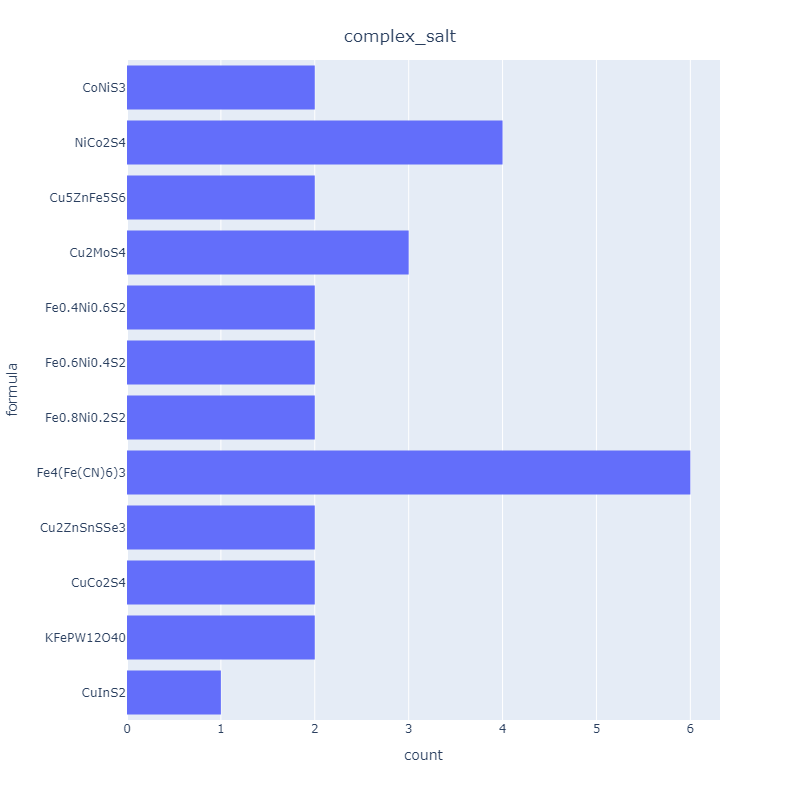 complex_salt
CoNiS3
NiCo2S4
Cu5ZnFe5S6
Cu2MoS4
Fe0.4Ni0.6S2
Fe0.6Ni0.4S2
Fe0.8Ni0.2S2
Fe4(Fe(CN)6)3
Cu2ZnSnSSe3
CuCo2S4
KFePW12O40
CuInS2
formula
0 1 2 3 4 5 6
count